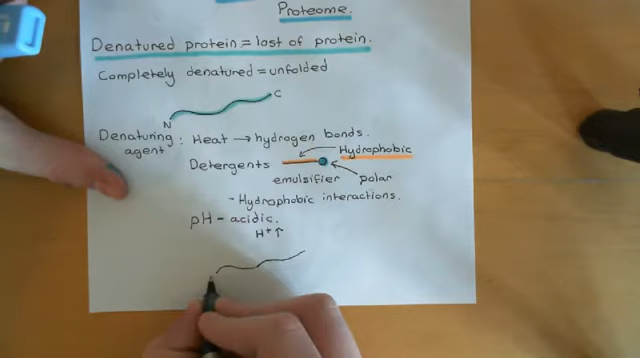 Proteome.
Denatured protein = lost of protein.
Completely denatured = unfolded
N C
Denaturing agent : Heat → hydrogen bonds.
Detergents Hydrophobic
emulsifier polar
- Hydrophobic interactions.
pH - acidic.
H+ ↑